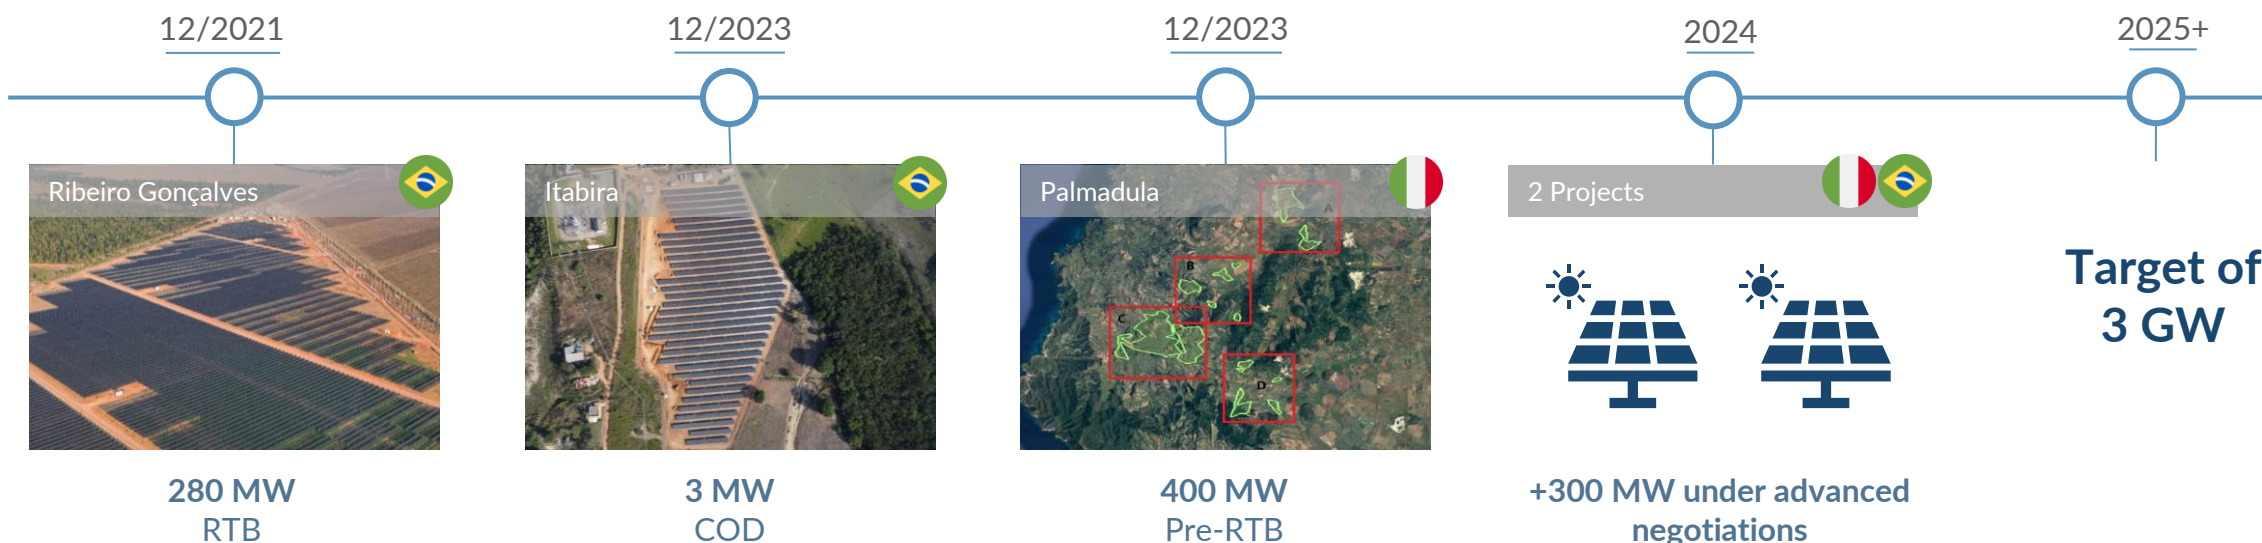 12/2021
12/2023
12/2023
2024
2025+
Ribeiro Gonçalves
Itabira
Palmadula
2 Projects
A
B
C
D
Target of
3 GW
280 MW
RTB
3 MW
COD
400 MW
Pre-RTB
+300 MW under advanced
negotiations